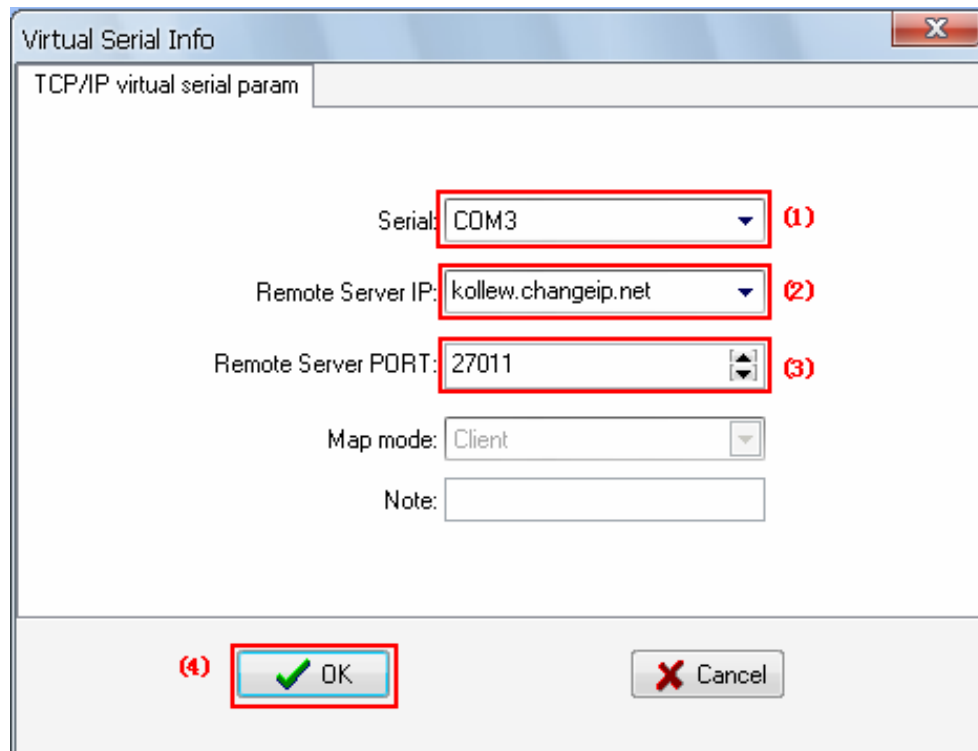 Virtual Serial Info
X
TCP/IP virtual serial param
Serial: COM3 (1)
Remote Server IP: kollew.changeip.net (2)
Remote Server PORT: 27011 (3)
Map mode: Client
Note:
(4) OK Cancel